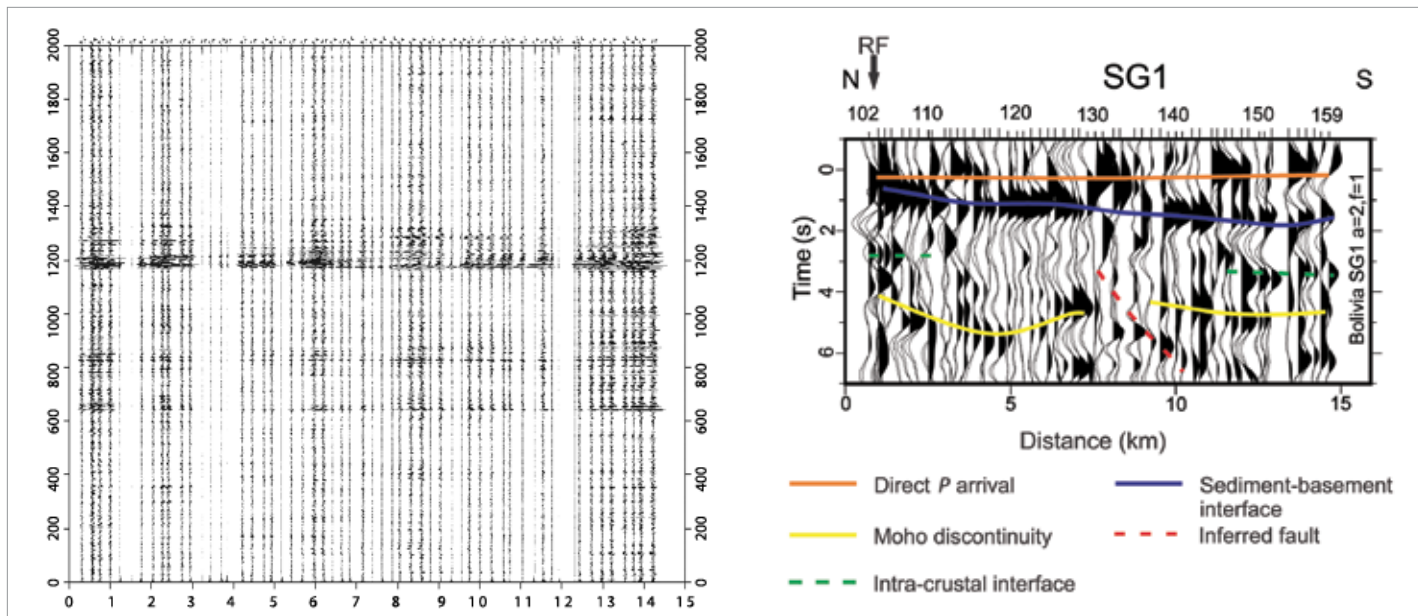 2000
1800
1600
1400
1200
1000
800
600
400
200
0
2000
1800
1600
1400
1200
1000
800
600
400
200
0
0 1 2 3 4 5 6 7 8 9 10 11 12 13 14 15
RF
N SG1 S
102 110 120 130 140 150 159
0
2
4
6
Time (s)
Bolivia SG1 a=2,f=1
0 5 10 15
Distance (km)
Direct P arrival
Sediment-basement
interface
Moho discontinuity
Inferred fault
Intra-crustal interface